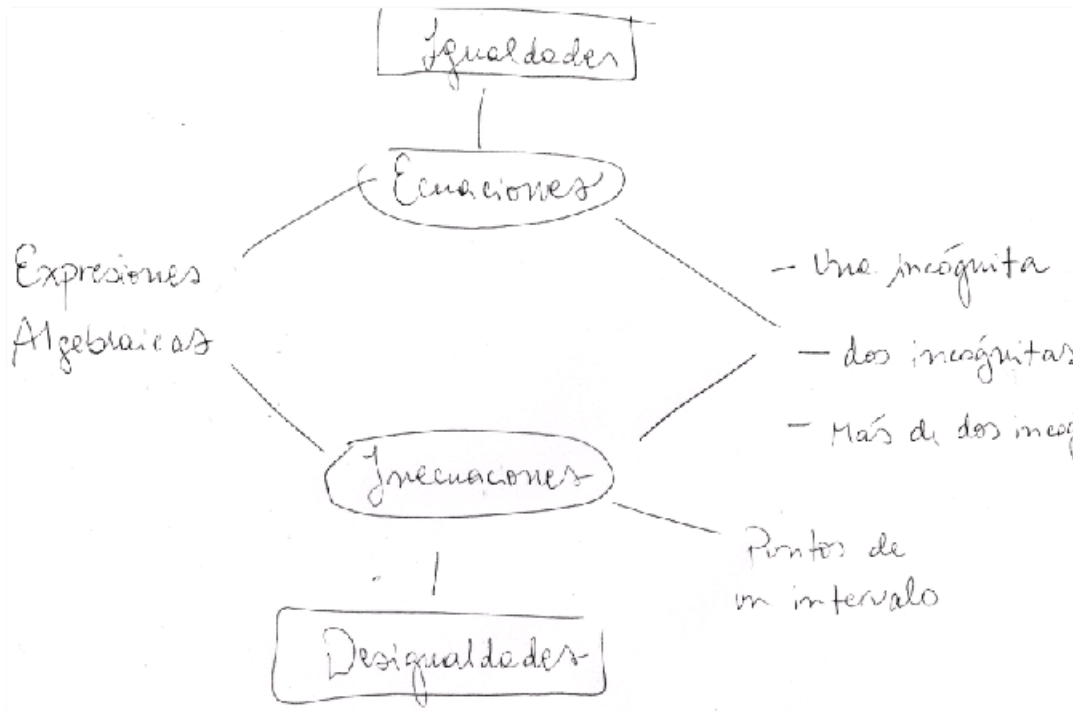 Igualdades
Ecuaciones
Expresiones
Algebraicas
- Una incógnita
- dos incógnitas
- Más de dos incóg
Inecuaciones
Puntos de
un intervalo
Desigualdades